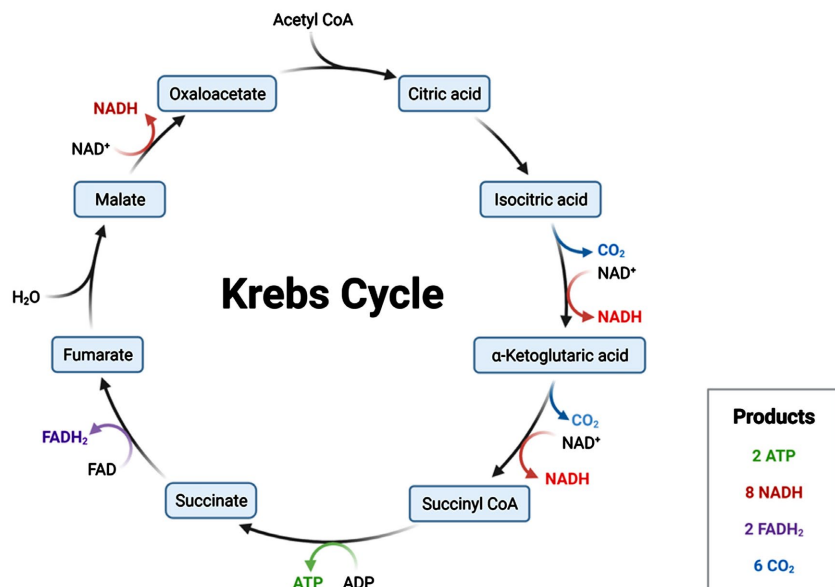 Acetyl CoA
Oxaloacetate
Citric acid
NADH
NAD⁺
Malate
Isocitric acid
CO₂
NAD⁺
NADH
Krebs Cycle
H₂O
Fumarate
α-Ketoglutaric acid
CO₂
NAD⁺
NADH
FADH₂
FAD
Succinate
Succinyl CoA
ATP
ADP
Products
2 ATP
8 NADH
2 FADH₂
6 CO₂